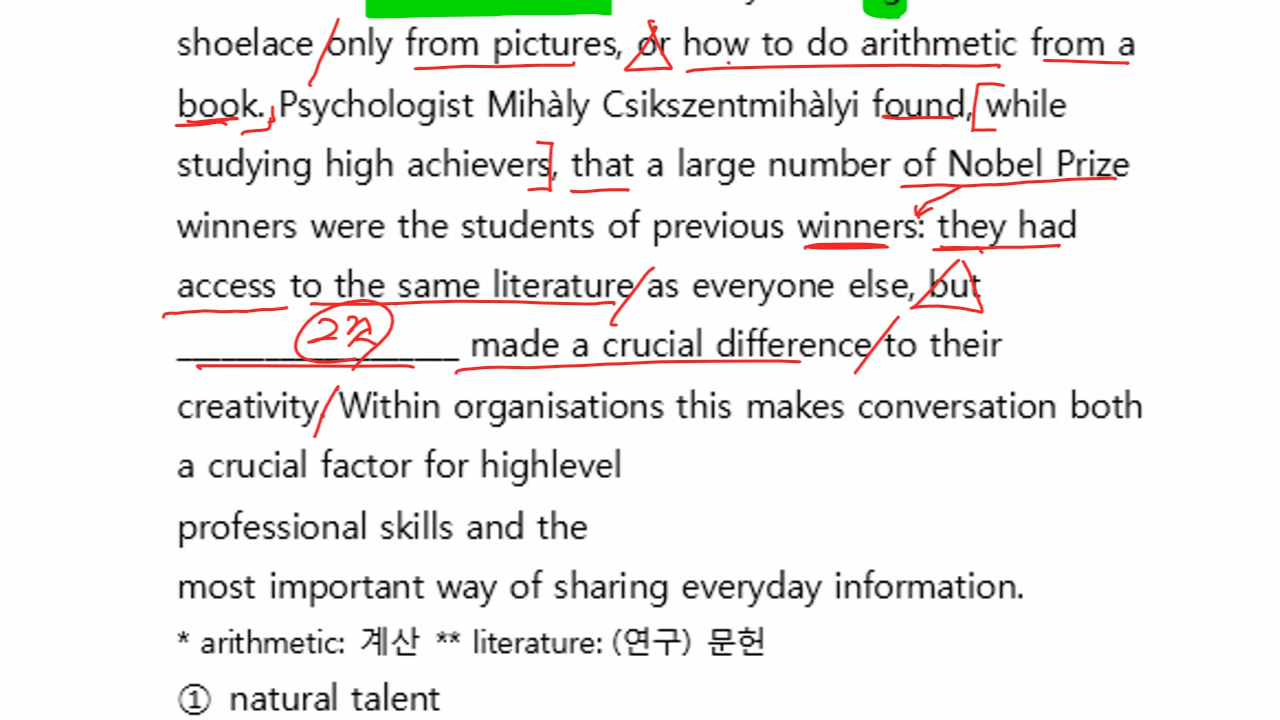 shoelace only from pictures, or how to do arithmetic from a
book. Psychologist Mihàly Csikszentmihàlyi found, while
studying high achievers, that a large number of Nobel Prize
winners were the students of previous winners: they had
access to the same literature as everyone else, but
made a crucial difference to their
creativity. Within organisations this makes conversation both
a crucial factor for highlevel
professional skills and the
most important way of sharing everyday information.
* arithmetic: 계산 ** literature: (연구) 문헌
① natural talent